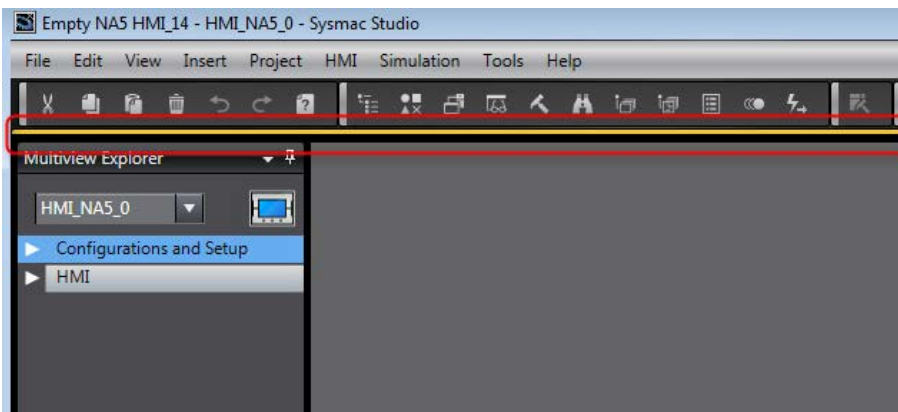 Empty NA5 HMI_14 - HMI_NA5_0 - Sysmac Studio
File Edit View Insert Project HMI Simulation Tools Help
Multiview Explorer
HMI_NA5_0
Configurations and Setup
HMI